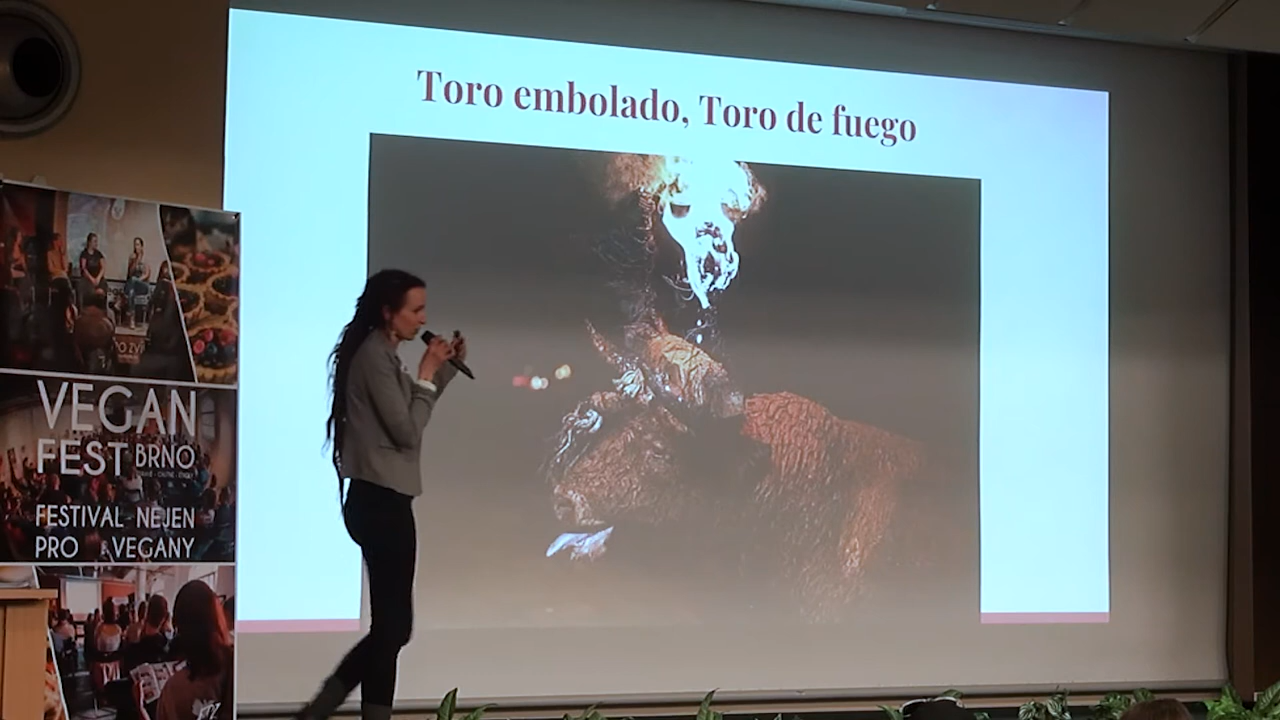 Toro embolado, Toro de fuego
VEGAN
FEST BRNO
FESTIVAL NEJEN
PRO VEGANY